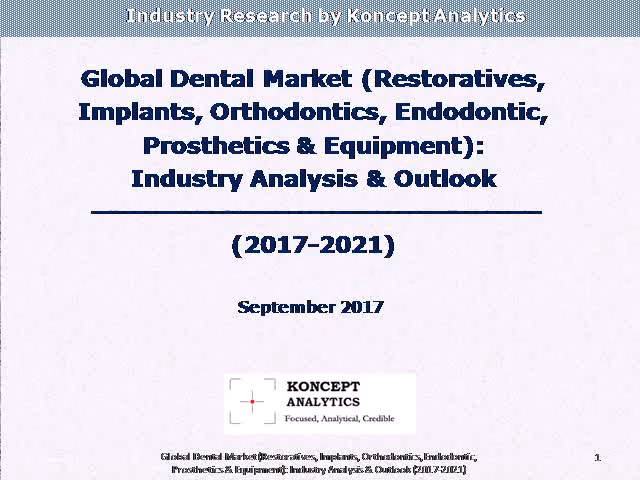 Industry Research by Koncept Analytics
Global Dental Market (Restoratives,
Implants, Orthodontics, Endodontic,
Prosthetics & Equipment):
Industry Analysis & Outlook
(2017-2021)
September 2017
KONCEPT
ANALYTICS
Focused, Analytical, Credible
Global Dental Market(Restoratives, Implants, Orthodontics, Endodontic,
Prosthetics & Equipment): Industry Analysis & Outlook (2017-2021)
1